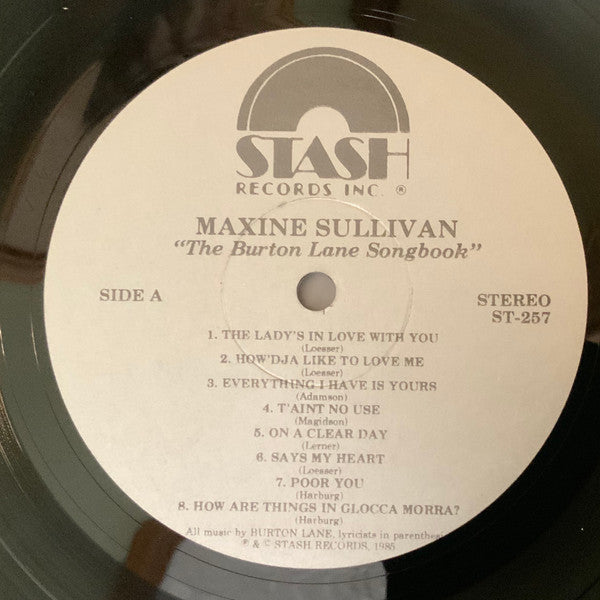 STASH
RECORDS INC. ®
MAXINE SULLIVAN
"The Burton Lane Songbook"
SIDE A
STEREO
ST-257
1. THE LADY'S IN LOVE WITH YOU
(Loesser)
2. HOW'DJA LIKE TO LOVE ME
(Loesser)
3. EVERYTHING I HAVE IS YOURS
(Adamson)
4. T'AINT NO USE
(Magidson)
5. ON A CLEAR DAY
(Lerner)
6. SAYS MY HEART
(Loesser)
7. POOR YOU
(Harburg)
8. HOW ARE THINGS IN GLOCCA MORRA?
(Harburg)
All music by BURTON LANE, lyricists in parenthes
℗ & © STASH RECORDS, 1985